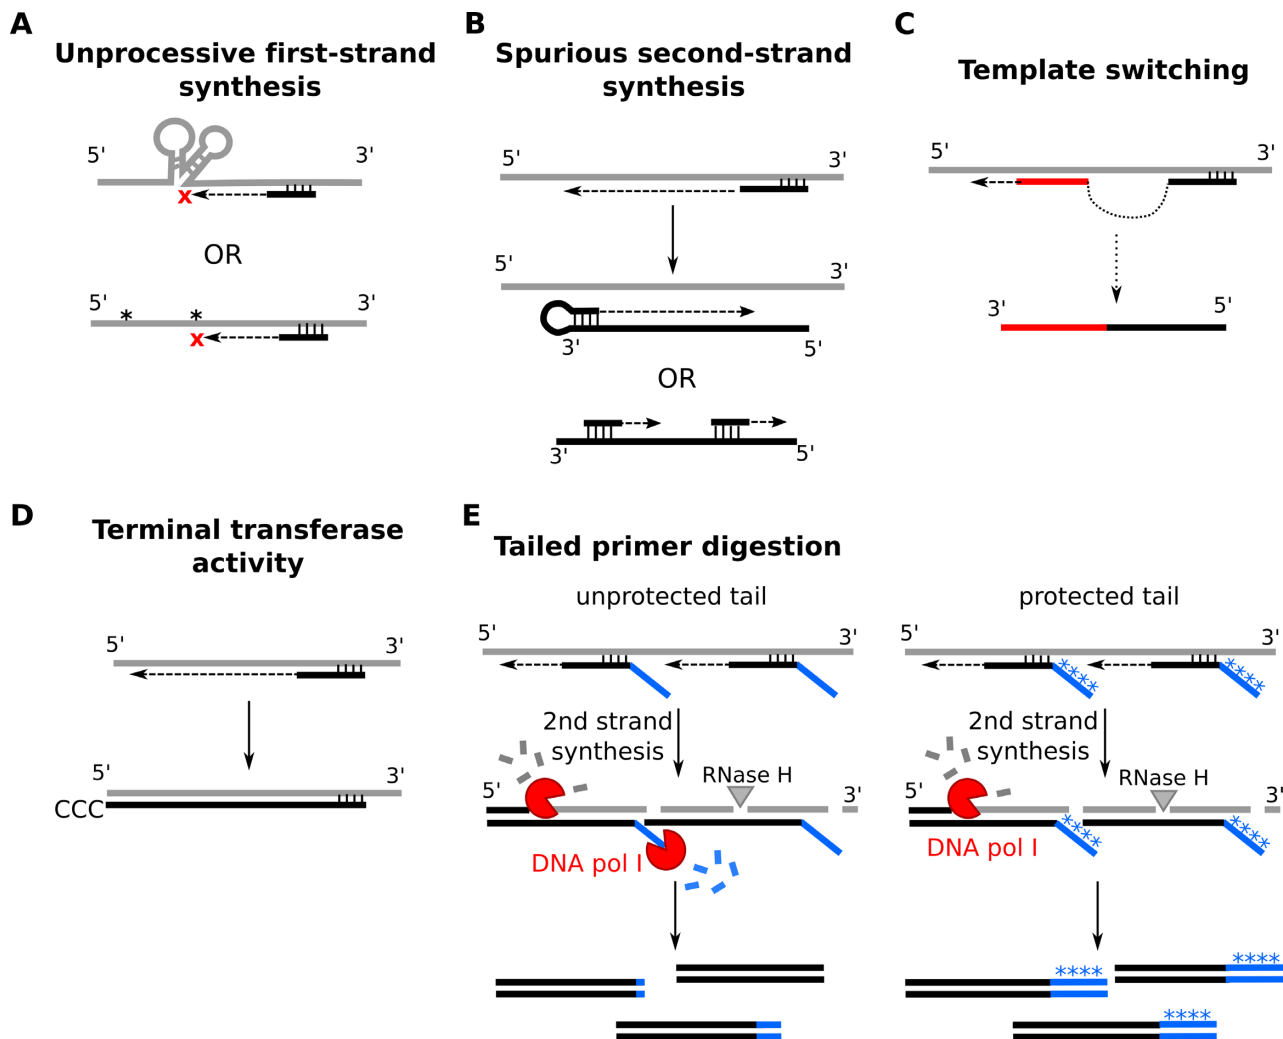 A
Unprocessive first-strand
synthesis
5'
3'
x
OR
5'
3'
*
*
x
B
Spurious second-strand
synthesis
5'
3'
5'
3'
3'
5'
OR
3'
5'
C
Template switching
5'
3'
3'
5'
D
Terminal transferase
activity
5'
3'
5'
3'
CCC
E
Tailed primer digestion
unprotected tail
5'
3'
2nd strand
synthesis
RNase H
5'
3'
DNA pol I
protected tail
5'
3'
****
****
2nd strand
synthesis
RNase H
5'
3'
****
****
DNA pol I
****
****
****